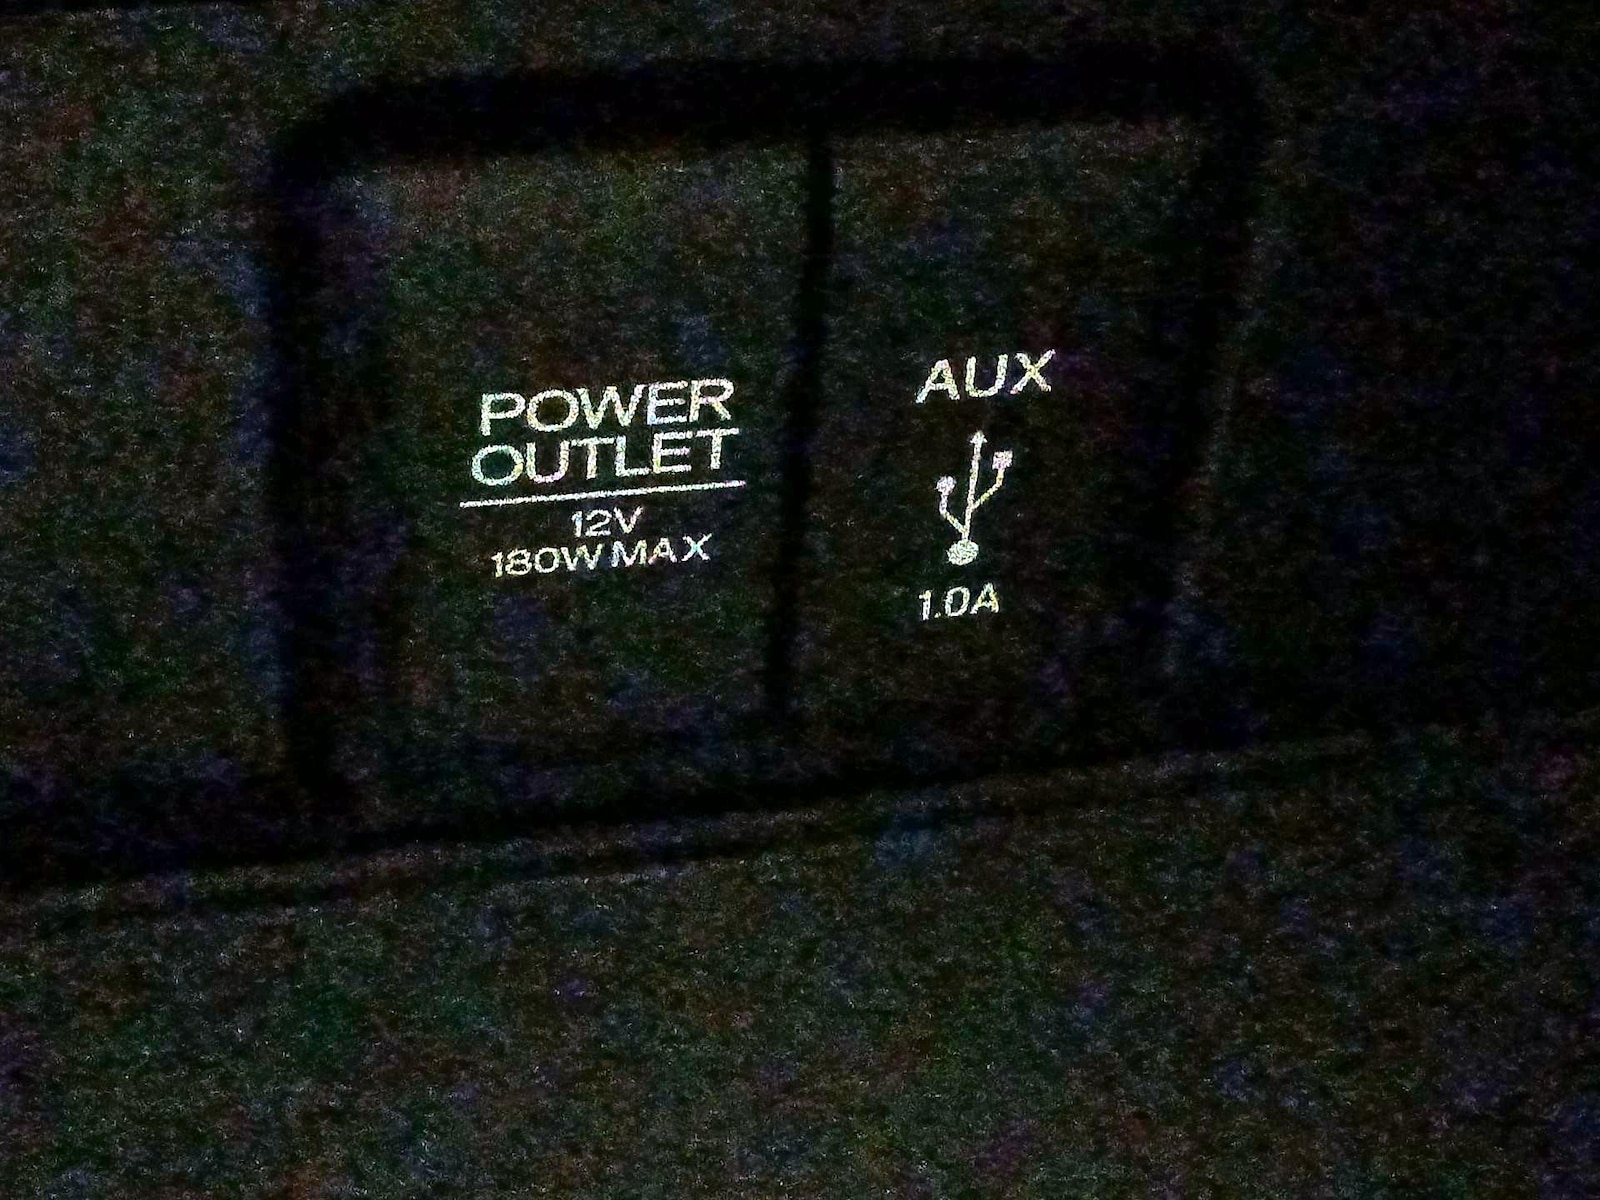 POWER
OUTLET
12V
180W MAX
AUX
1.0A